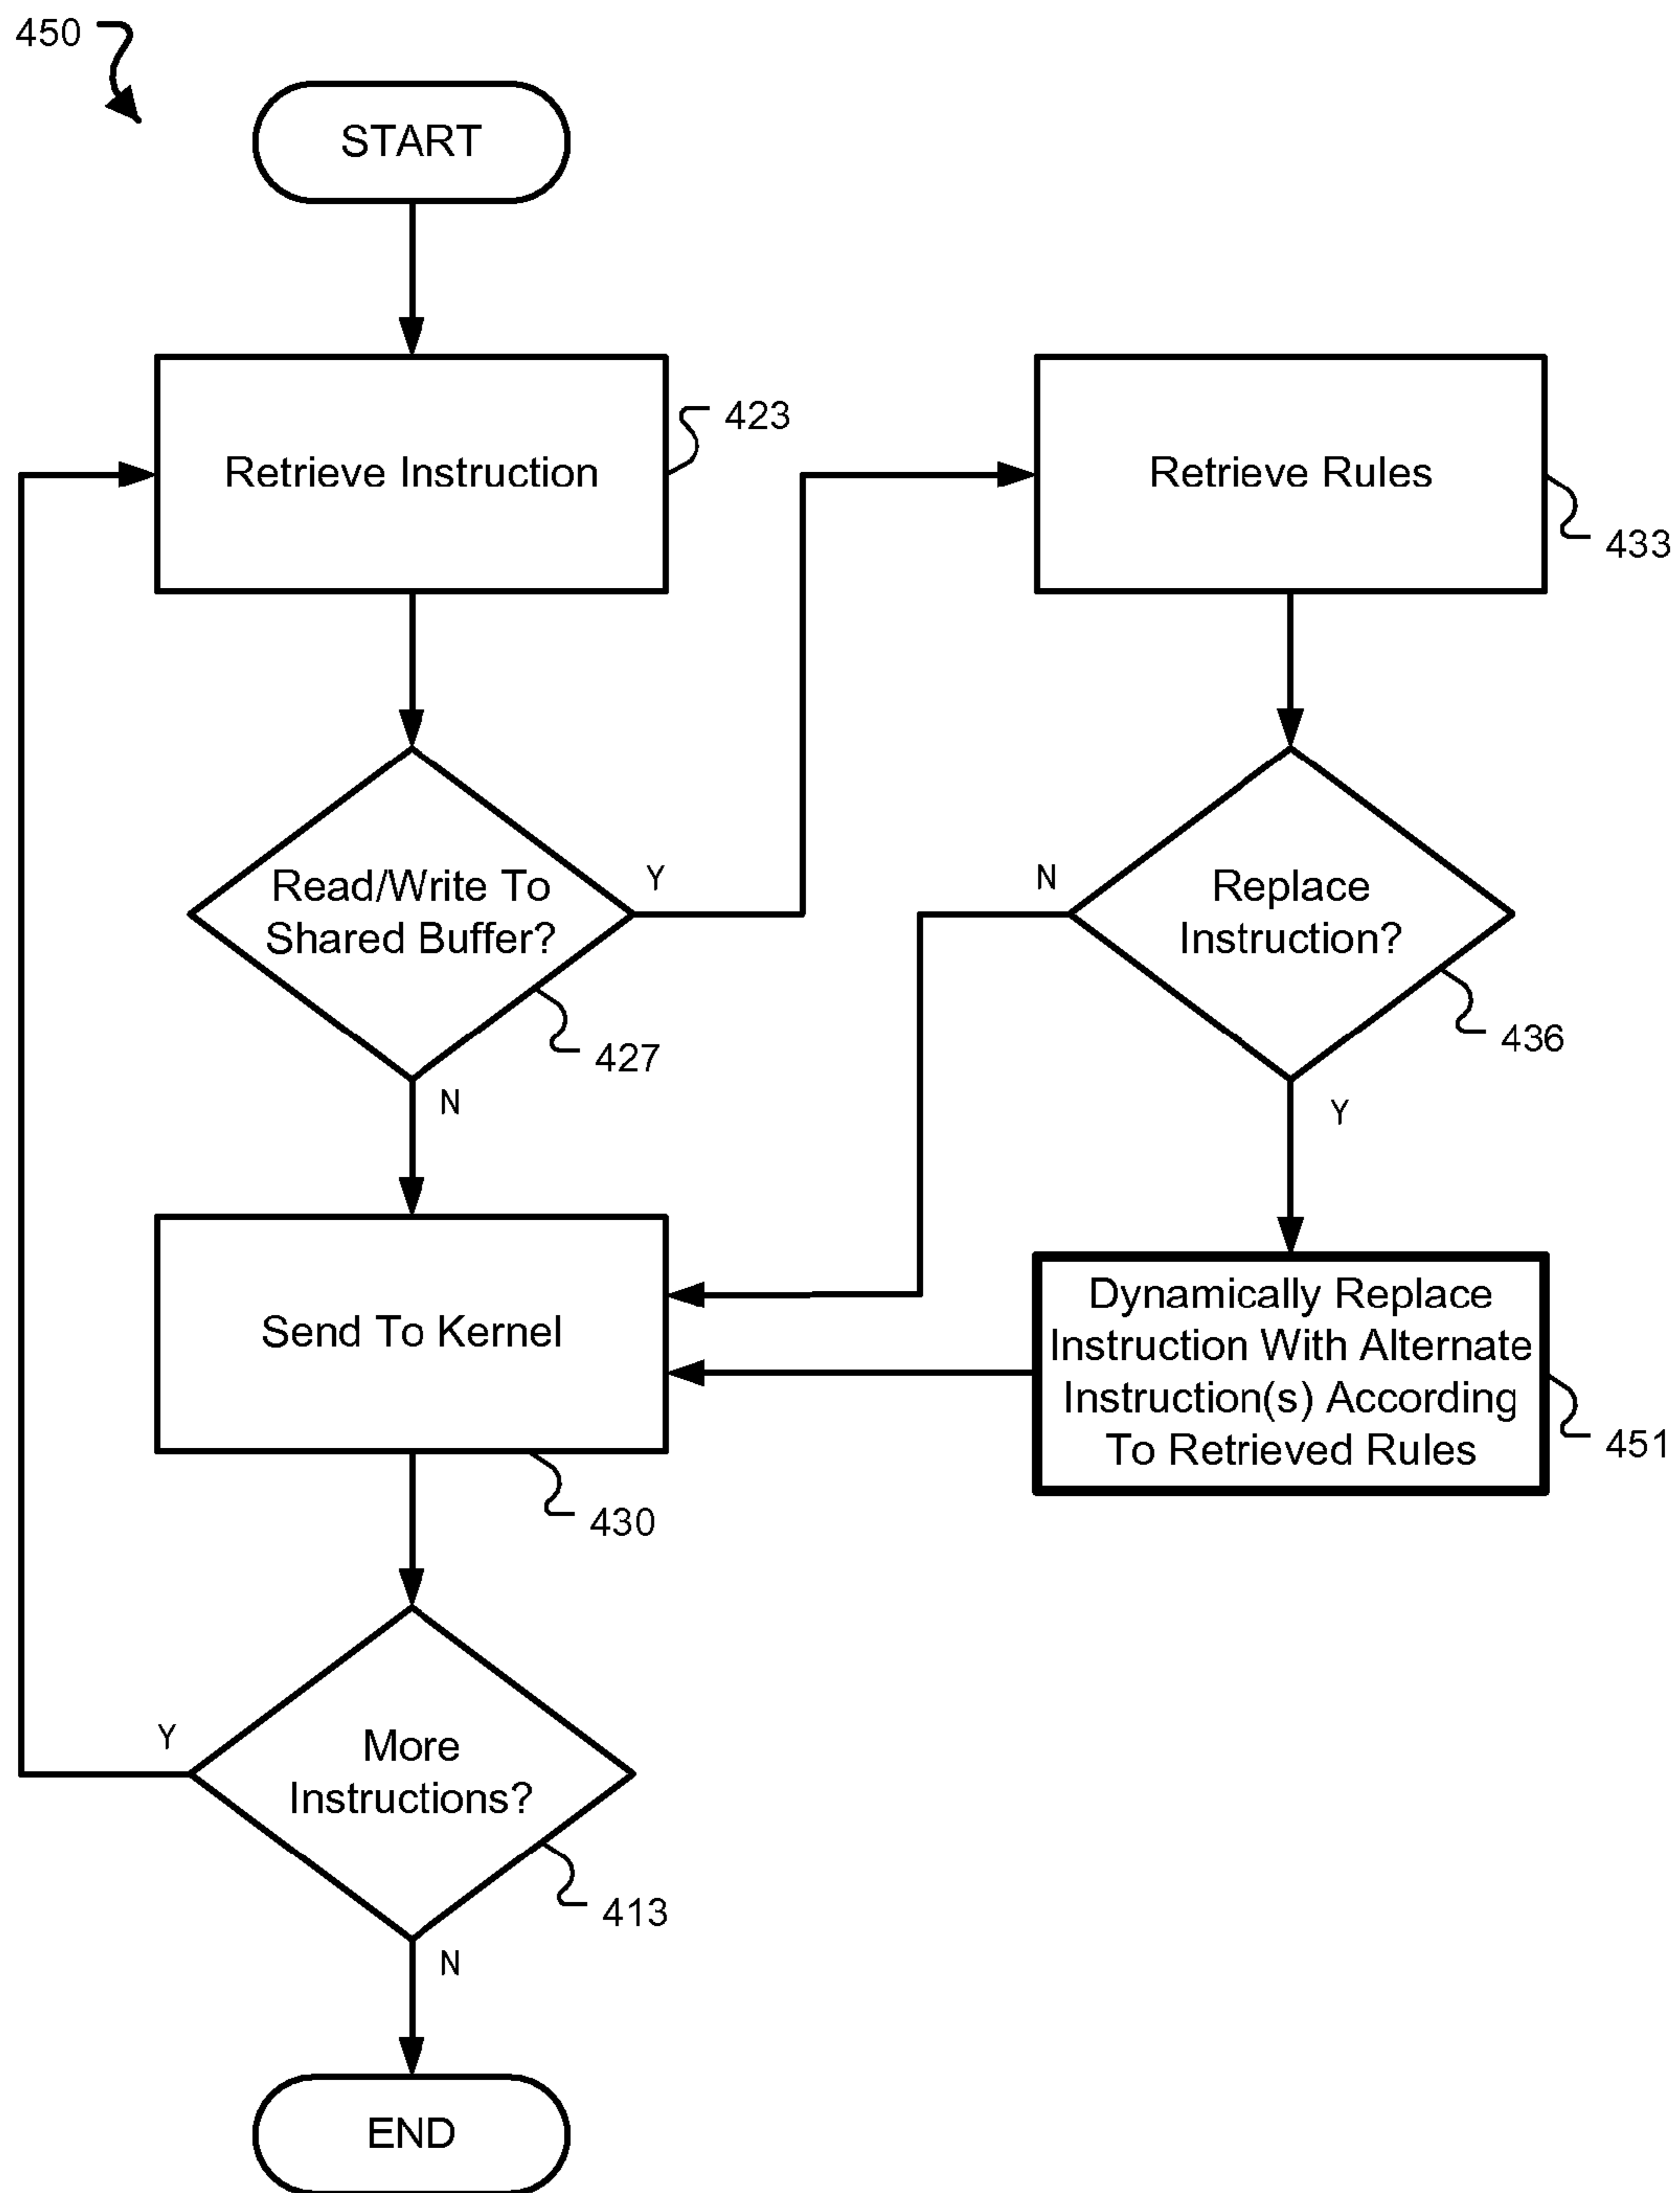 450
START
Retrieve Instruction
423
Retrieve Rules
433
Read/Write To
Shared Buffer?
Y
427
N
Replace
Instruction?
N
436
Y
Send To Kernel
430
Dynamically Replace
Instruction With Alternate
Instruction(s) According
To Retrieved Rules
451
More
Instructions?
Y
413
N
END